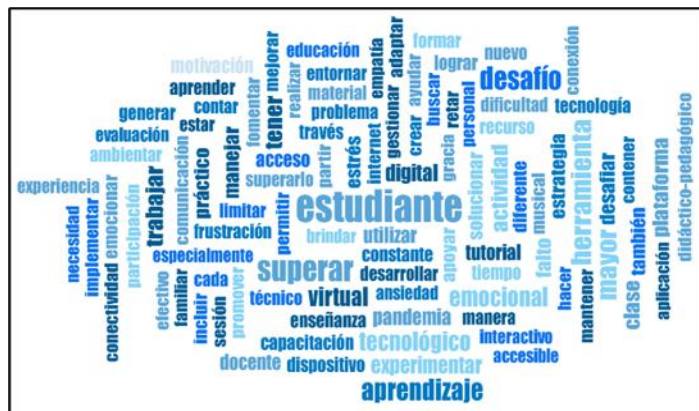 educación
motivación
aprender
contar
estar
generar
evaluación
ambientar
experiencia
necesidad
implementar
conectividad
emocionar
participación
trabajar
comunicación
práctico
frustración
limitar
manejar
fomentar
tener
mejorar
realizar
entornar
material
problema
través
acceso
superarlo
partir
estrés
internet
empatía
gestionar
adaptar
crear
ayudar
formar
lograr
buscar
retar
personal
nuevo
desafío
dificultad
tecnología
recurso
conexión
gracia
digital
estudiante
permitir
brindar
utilizar
solucionar
actividad
diferente
musical
estrategia
falto
herramienta
mayor
desafiar
contener
también
plataforma
didáctico-pedagógico
especialmente
efectivo
familiar
incluir
cada
sesión
promover
superar
constante
desarrollar
apoyar
tutorial
tiempo
técnico
virtual
ansiedad
emocional
enseñanza
pandemia
manera
hacer
mantener
clase
aplicación
capacitación
tecnológico
interactivo
accesible
docente
dispositivo
experimentar
aprendizaje